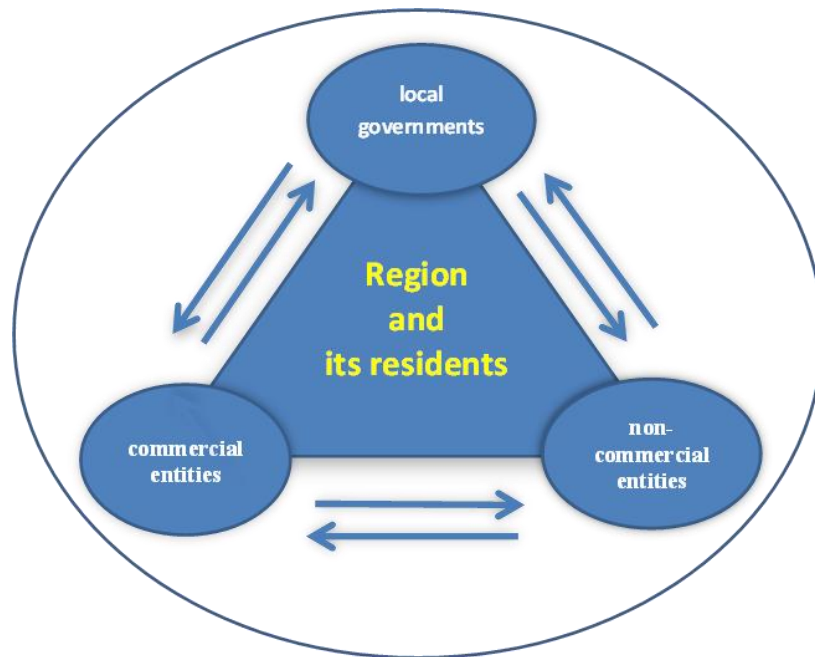 local
governments
Region
and
its residents
commercial
entities
non-
commercial
entities